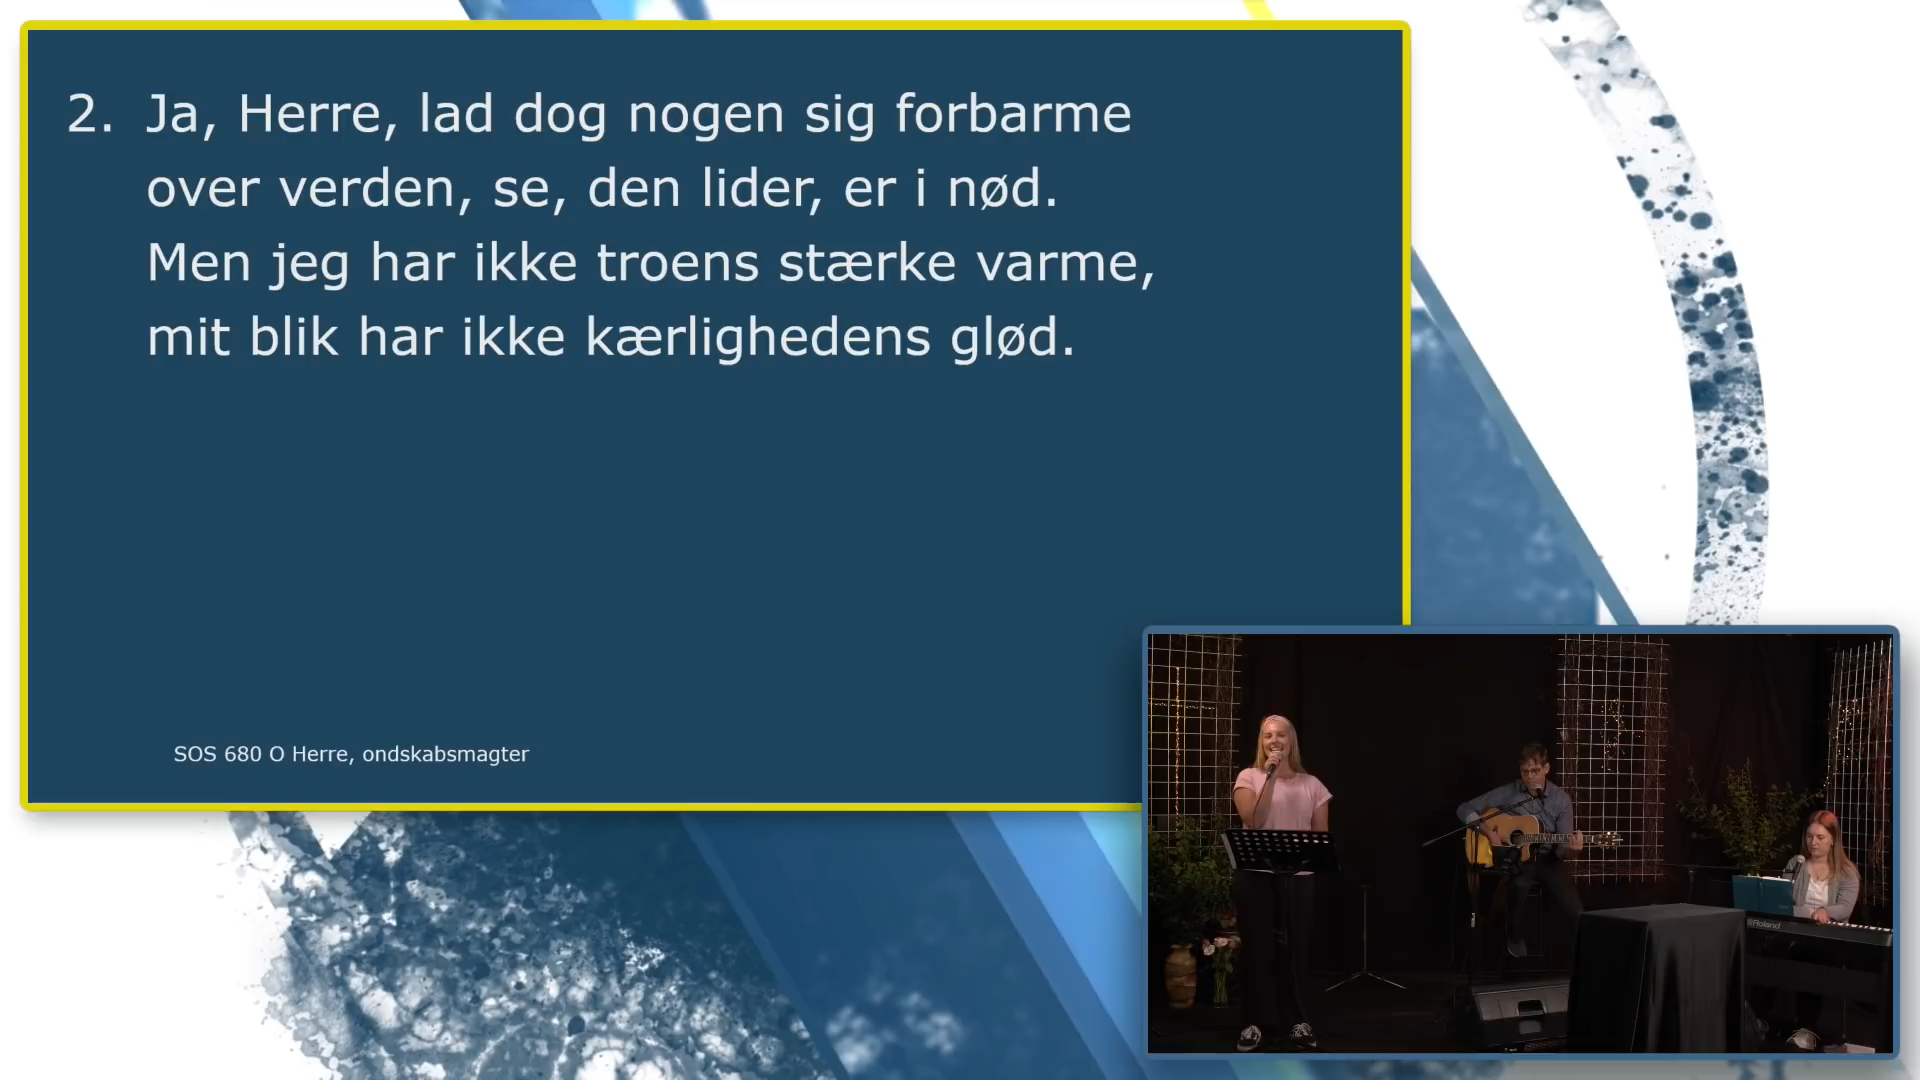 2. Ja, Herre, lad dog nogen sig forbarme
over verden, se, den lider, er i nød.
Men jeg har ikke troens stærke varme,
mit blik har ikke kærlighedens glød.
SOS 680 O Herre, ondskabsmagter
Roland